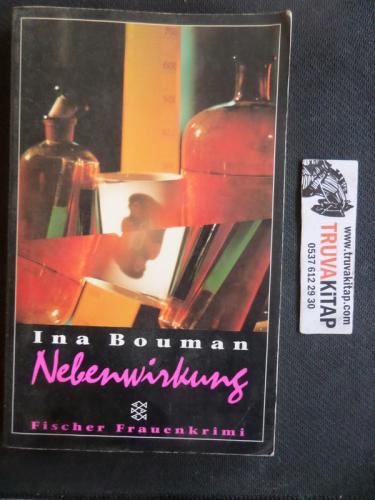 Ina Bouman
Nebenwirkung
Fischer Frauenkrimi
www.truvakitap.com
TRUVAKiTAP
0537 612 29 30